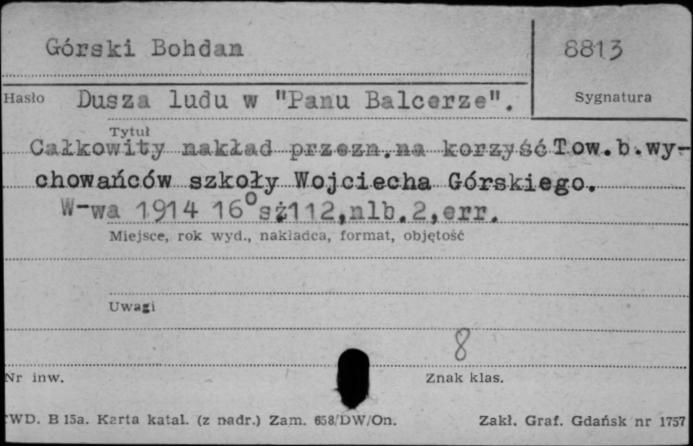 Górski Bohdan
8813
Hasło Dusza ludu w "Panu Balcerze".
Sygnatura
Tytuł
Całkowity nakład przezn.na korzyść Tow.b.wy-
chowańców szkoły Wojciecha Górskiego.
W-wa 1914 16° s 112,nlb.2,err.
Miejsce, rok wyd., nakładca, format, objętość
Uwagi
8
Nr inw.
Znak klas.
WD. B 15a. Karta katal. (z nadr.) Zam. 658/DW/On.
Zakł. Graf. Gdańsk nr 1757